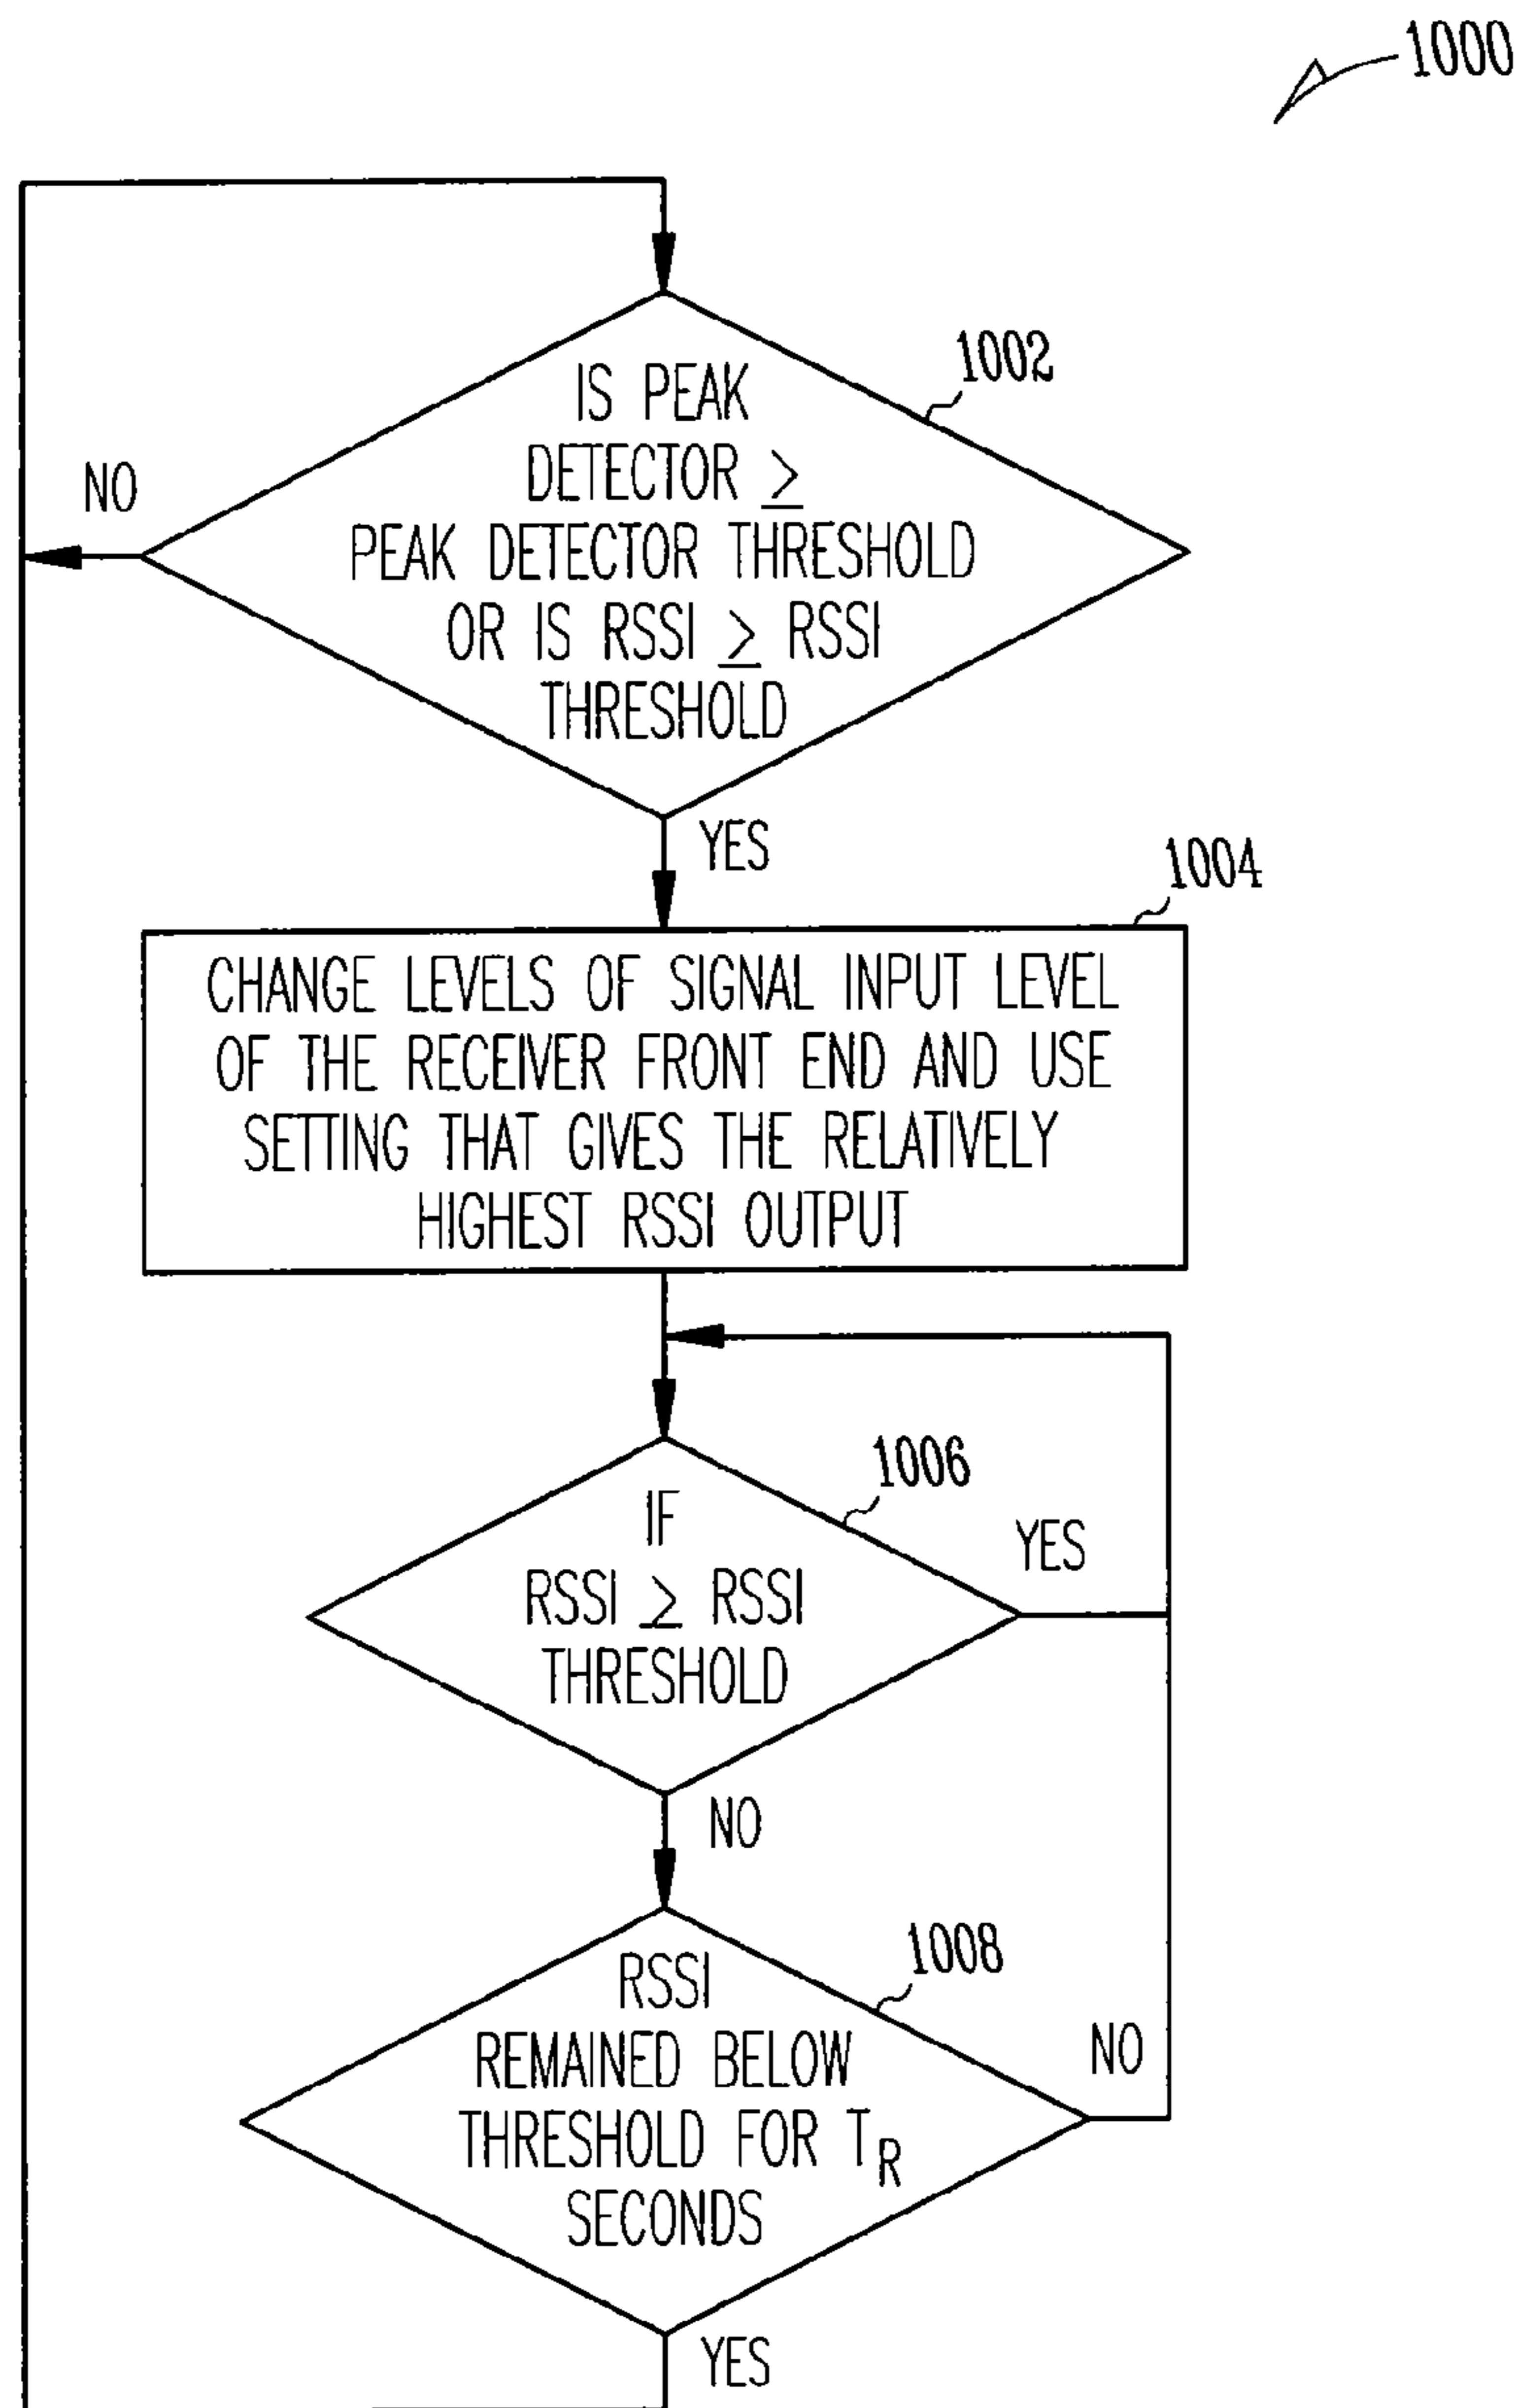 1000
1002
IS PEAK
DETECTOR ≥
PEAK DETECTOR THRESHOLD
OR IS RSSI ≥ RSSI
THRESHOLD
NO
YES
1004
CHANGE LEVELS OF SIGNAL INPUT LEVEL
OF THE RECEIVER FRONT END AND USE
SETTING THAT GIVES THE RELATIVELY
HIGHEST RSSI OUTPUT
1006
IF
RSSI ≥ RSSI
THRESHOLD
YES
NO
1008
RSSI
REMAINED BELOW
THRESHOLD FOR TR
SECONDS
NO
YES